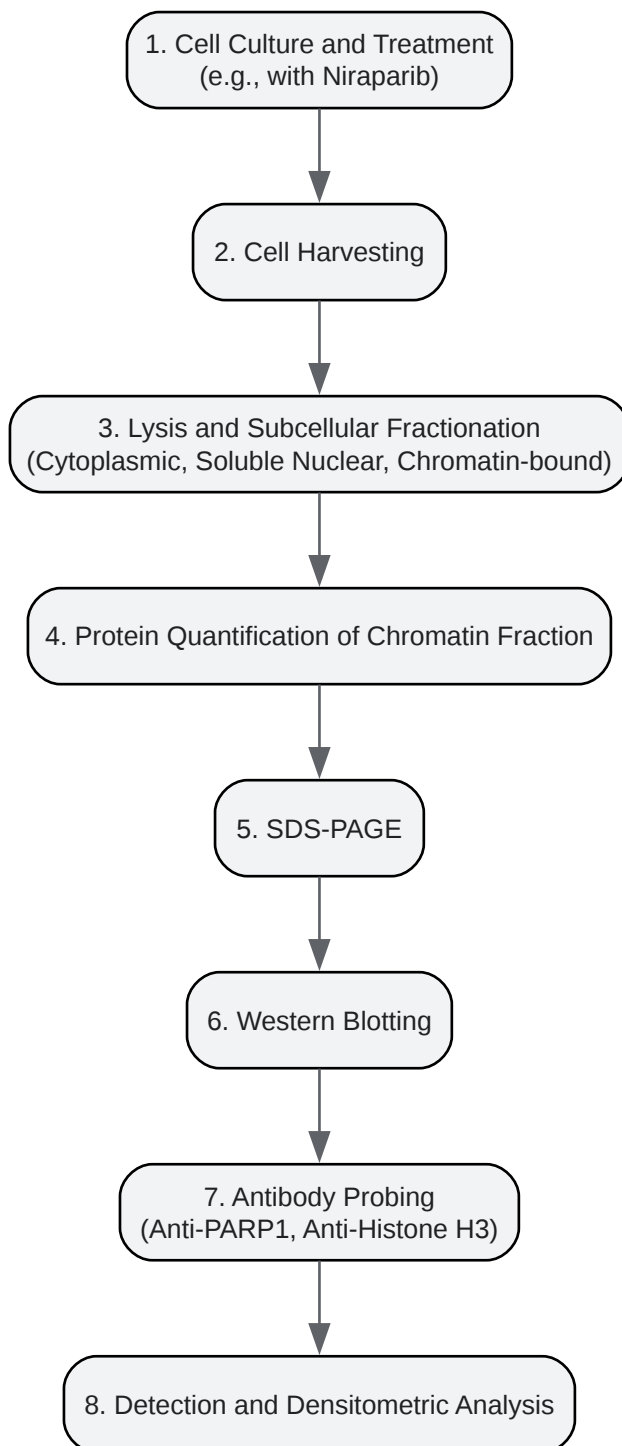 1. Cell Culture and Treatment
(e.g., with Niraparib)
2. Cell Harvesting
3. Lysis and Subcellular Fractionation
(Cytoplasmic, Soluble Nuclear, Chromatin-bound)
4. Protein Quantification of Chromatin Fraction
5. SDS-PAGE
6. Western Blotting
7. Antibody Probing
(Anti-PARP1, Anti-Histone H3)
8. Detection and Densitometric Analysis